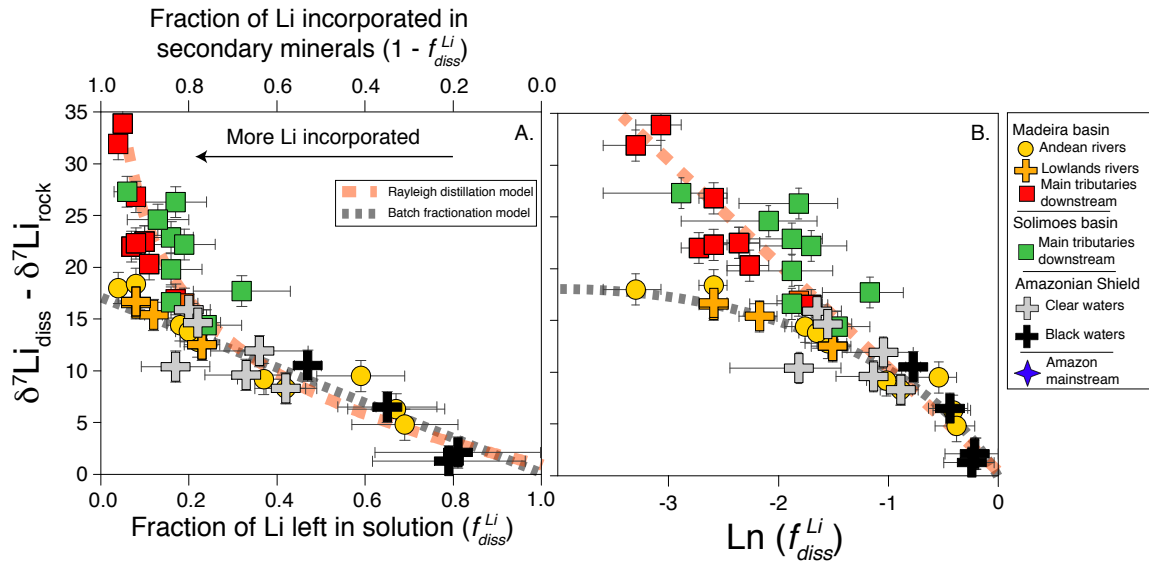 Fraction of Li incorporated in
secondary minerals (1 - f_diss^Li)
1.0 0.8 0.6 0.4 0.2 0.0
35
30
25
20
15
10
5
0
δ⁷Li_diss - δ⁷Li_rock
A.
More Li incorporated
Rayleigh distillation model
Batch fractionation model
0.0 0.2 0.4 0.6 0.8 1.0
Fraction of Li left in solution (f_diss^Li)
B.
-3 -2 -1 0
Ln (f_diss^Li)
Madeira basin
Andean rivers
Lowlands rivers
Main tributaries
downstream
Solimoes basin
Main tributaries
downstream
Amazonian Shield
Clear waters
Black waters
Amazon
mainstream